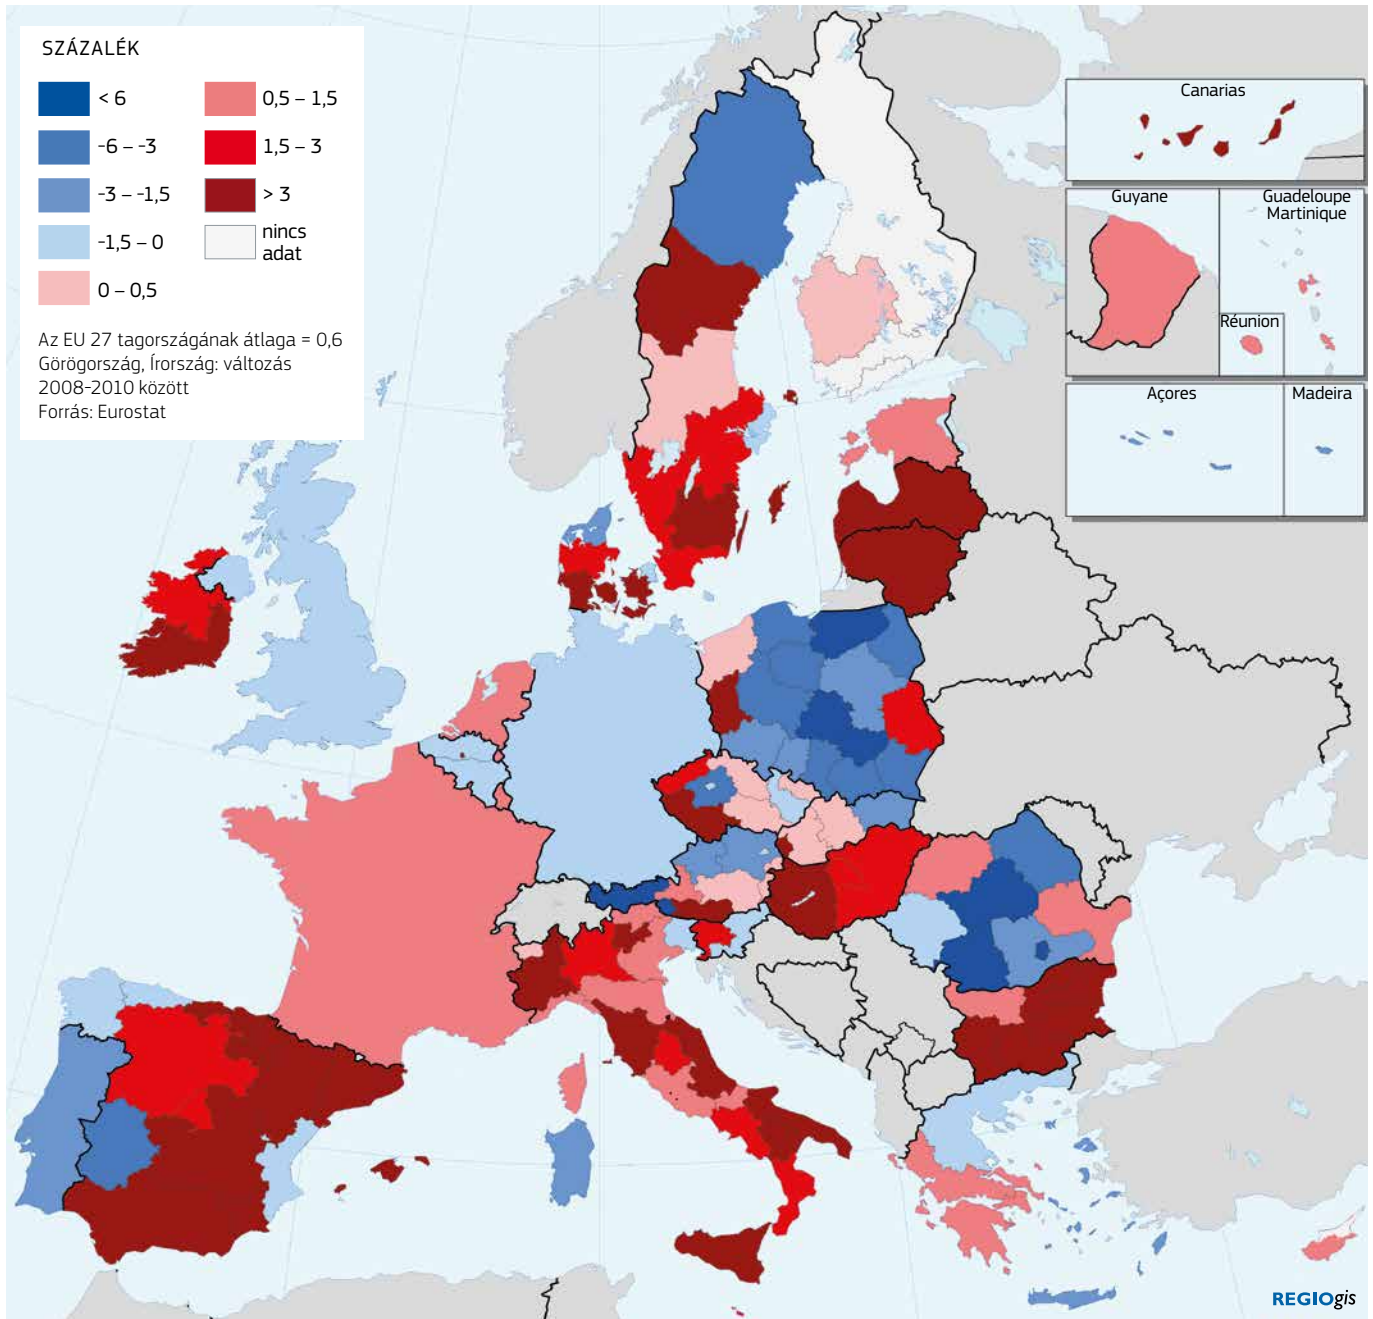 SZÁZALÉK
< 6
-6 – -3
-3 – -1,5
-1,5 – 0
0 – 0,5
0,5 – 1,5
1,5 – 3
> 3
nincs
adat
Az EU 27 tagországának átlaga = 0,6
Görögország, Írország: változás
2008-2010 között
Forrás: Eurostat
Canarias
Guyane
Guadeloupe
Martinique
Réunion
Açores
Madeira
REGIOgis